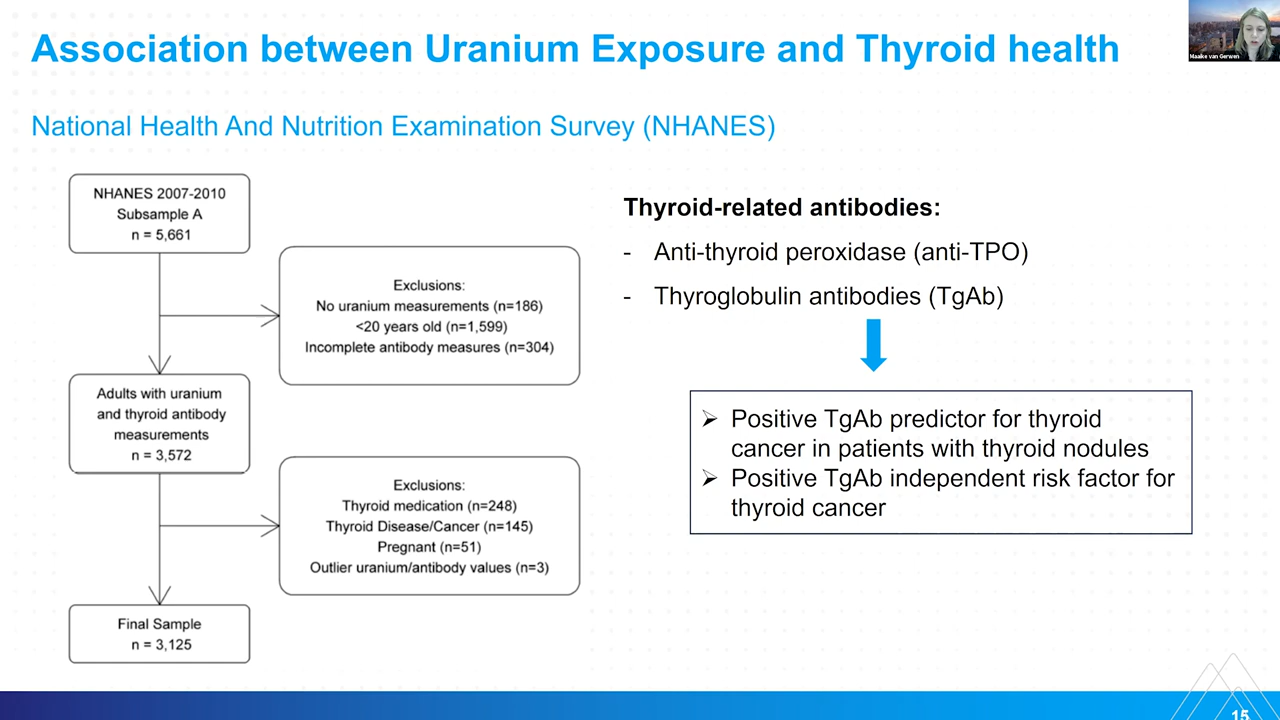 Association between Uranium Exposure and Thyroid health
Maaike van Gerwen
National Health And Nutrition Examination Survey (NHANES)
NHANES 2007-2010
Subsample A
n = 5,661
Exclusions:
No uranium measurements (n=186)
<20 years old (n=1,599)
Incomplete antibody measures (n=304)
Adults with uranium
and thyroid antibody
measurements
n = 3,572
Exclusions:
Thyroid medication (n=248)
Thyroid Disease/Cancer (n=145)
Pregnant (n=51)
Outlier uranium/antibody values (n=3)
Final Sample
n = 3,125
Thyroid-related antibodies:
- Anti-thyroid peroxidase (anti-TPO)
- Thyroglobulin antibodies (TgAb)
➢ Positive TgAb predictor for thyroid
cancer in patients with thyroid nodules
➢ Positive TgAb independent risk factor for
thyroid cancer
15